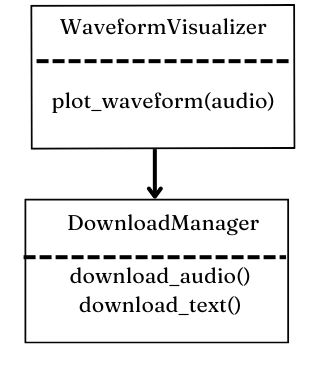 WaveformVisualizer
plot_waveform(audio)
DownloadManager
download_audio()
download_text()